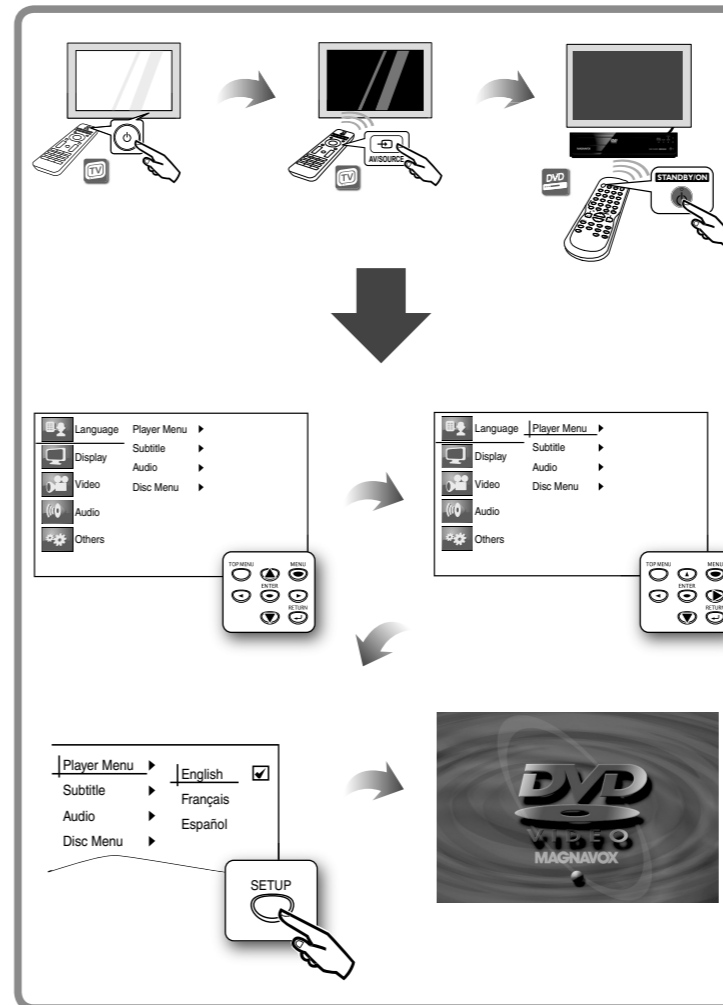 TV
AV/SOURCE
TV
DVD
STANDBY/ON
Language
Player Menu
Subtitle
Display
Audio
Video
Disc Menu
Audio
Others
TOP MENU
MENU
ENTER
RETURN
Language
Player Menu
Subtitle
Display
Audio
Video
Disc Menu
Audio
Others
TOP MENU
MENU
ENTER
RETURN
Player Menu
English
Subtitle
Français
Audio
Español
Disc Menu
SETUP
DVD
VIDEO
MAGNAVOX